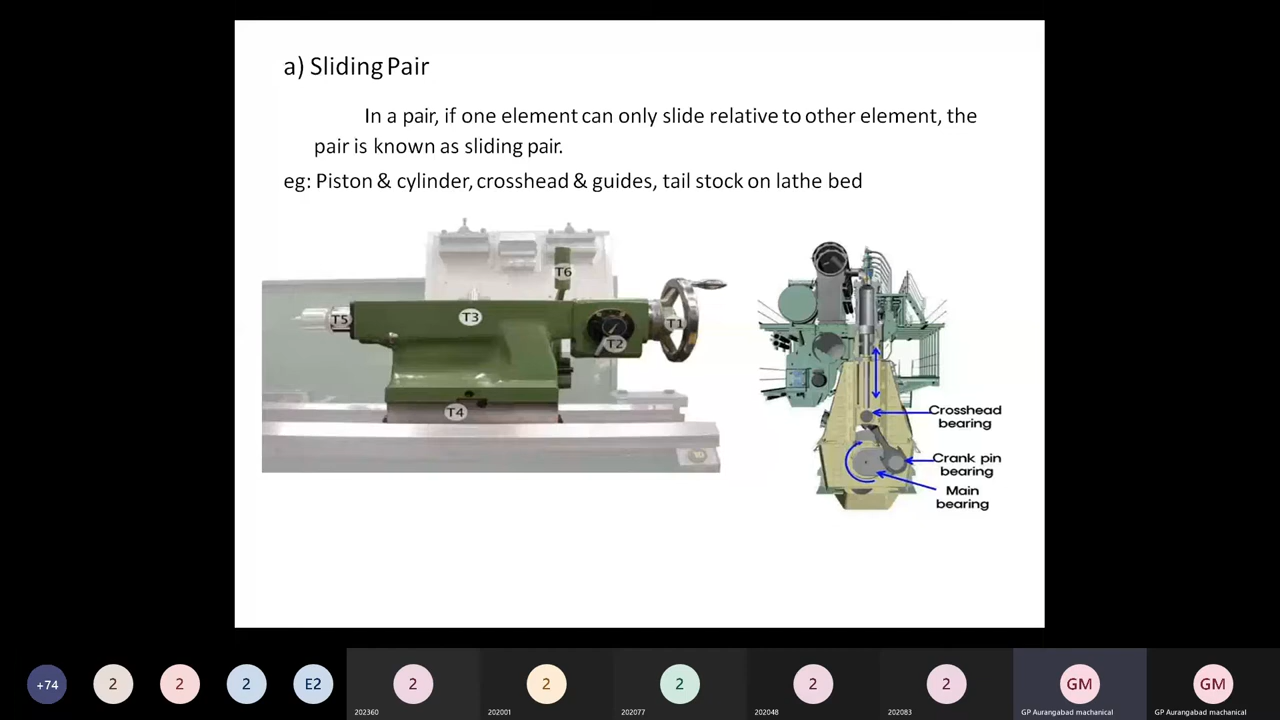 a) Sliding Pair
In a pair, if one element can only slide relative to other element, the
pair is known as sliding pair.
eg: Piston & cylinder, crosshead & guides, tail stock on lathe bed
T6
T5
T3
T1
T2
T4
10
Crosshead
bearing
Crank pin
bearing
Main
bearing
+74
2
2
2
E2
2
2
2
2
2
GM
GM
202360
202001
202077
202048
202083
GP Aurangabad machanical
GP Aurangabad machanical